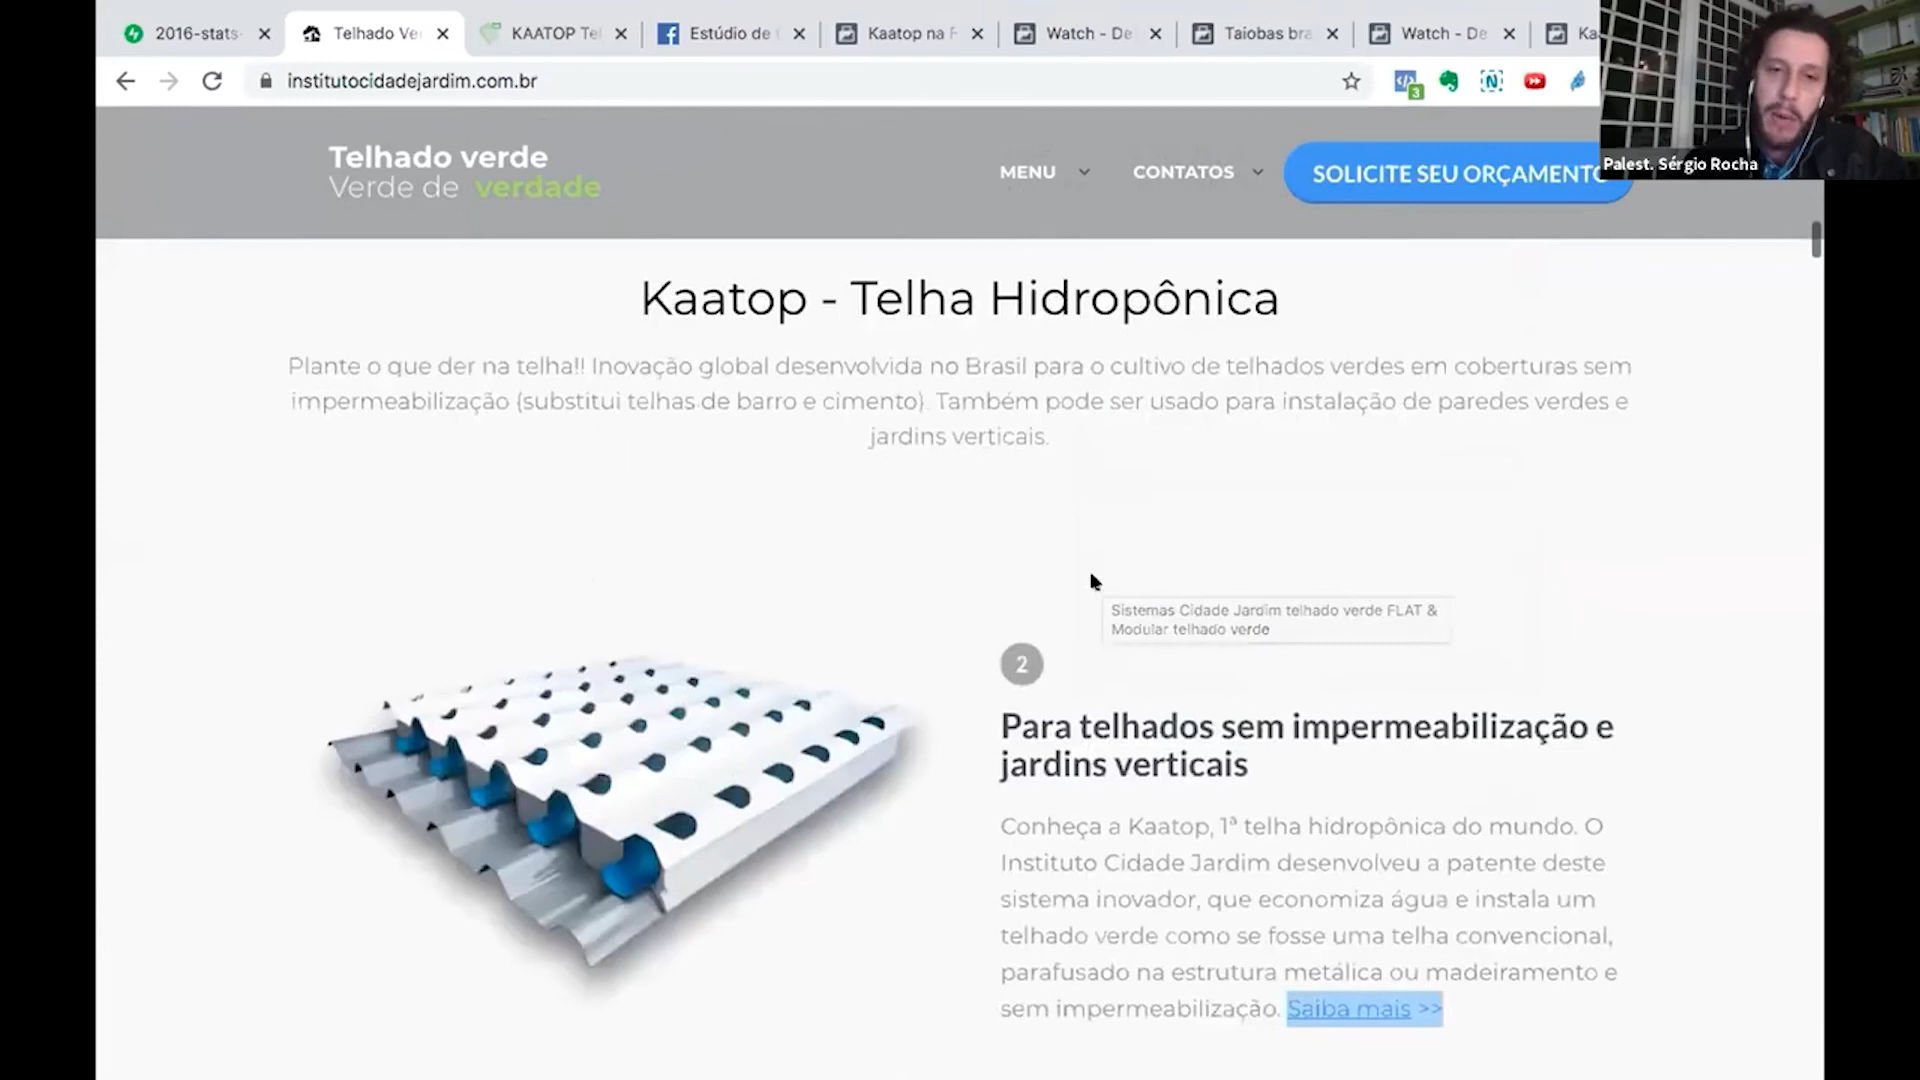 2016-stats
Telhado Ve
KAATOP Te
Estúdio de
Kaatop na F
Watch - De
Taiobas bra
Watch - De
Ka
institutocidadejardim.com.br
3
Palest. Sérgio Rocha
Telhado verde
Verde de verdade
MENU
CONTATOS
SOLICITE SEU ORÇAMENTO
Kaatop - Telha Hidropônica
Plante o que der na telha!! Inovação global desenvolvida no Brasil para o cultivo de telhados verdes em coberturas sem
impermeabilização (substitui telhas de barro e cimento). Também pode ser usado para instalação de paredes verdes e
jardins verticais.
Sistemas Cidade Jardim telhado verde FLAT &
Modular telhado verde
2
Para telhados sem impermeabilização e
jardins verticais
Conheça a Kaatop, 1ª telha hidropônica do mundo. O
Instituto Cidade Jardim desenvolveu a patente deste
sistema inovador, que economiza água e instala um
telhado verde como se fosse uma telha convencional,
parafusado na estrutura metálica ou madeiramento e
sem impermeabilização. Saiba mais >>